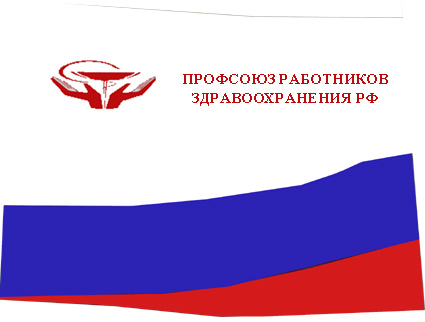 ПРОФСОЮЗ РАБОТНИКОВ
ЗДРАВООХРАНЕНИЯ РФ